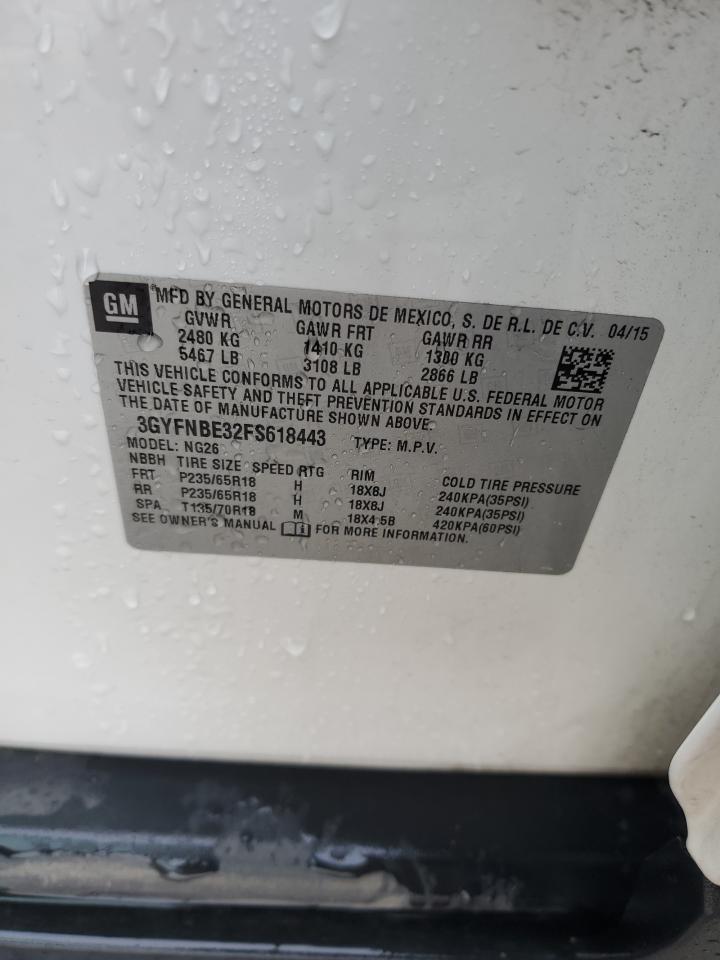 GM
®MFD BY GENERAL MOTORS DE MEXICO, S. DE R.L. DE C.V. 04/15
GVWR GAWR FRT GAWR RR
2480 KG 1410 KG 1300 KG
5467 LB 3108 LB 2866 LB
THIS VEHICLE CONFORMS TO ALL APPLICABLE U.S. FEDERAL MOTOR
VEHICLE SAFETY AND THEFT PREVENTION STANDARDS IN EFFECT ON
THE DATE OF MANUFACTURE SHOWN ABOVE.
3GYFNBE32FS618443 TYPE: M.P.V.
MODEL: NG26
NBBH TIRE SIZE SPEED RTG RIM COLD TIRE PRESSURE
FRT P235/65R18 H 18X8J 240KPA(35PSI)
RR P235/65R18 H 18X8J 240KPA(35PSI)
SPA T135/70R18 M 18X4.5B 420KPA(60PSI)
SEE OWNER'S MANUAL FOR MORE INFORMATION.